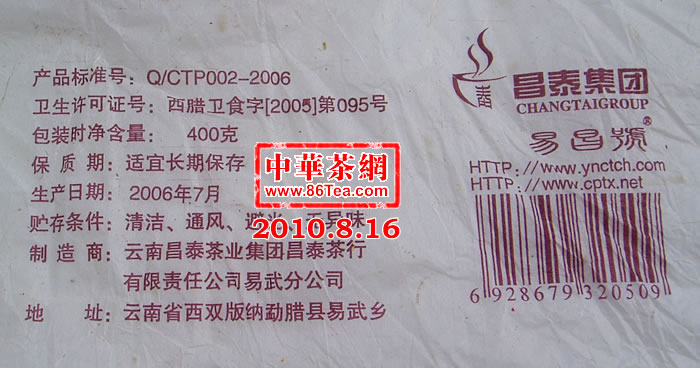 产品标准号：Q/CTP002-2006
卫生许可证号：西腊卫食字[2005]第095号
包装时净含量：400克
保质期：适宜长期保存
生产日期：2006年7月
贮存条件：清洁、通风、避光、无异味
制造商：云南昌泰茶业集团昌泰茶行
有限责任公司易武分公司
地址：云南省西双版纳勐腊县易武乡
中華茶網
www.86Tea.com
2010.8.16
昌泰集团
CHANGTAIGROUP
易昌號®
HTTP://www.ynctch.com
HTTP://www.cptx.net
6 928679 320509